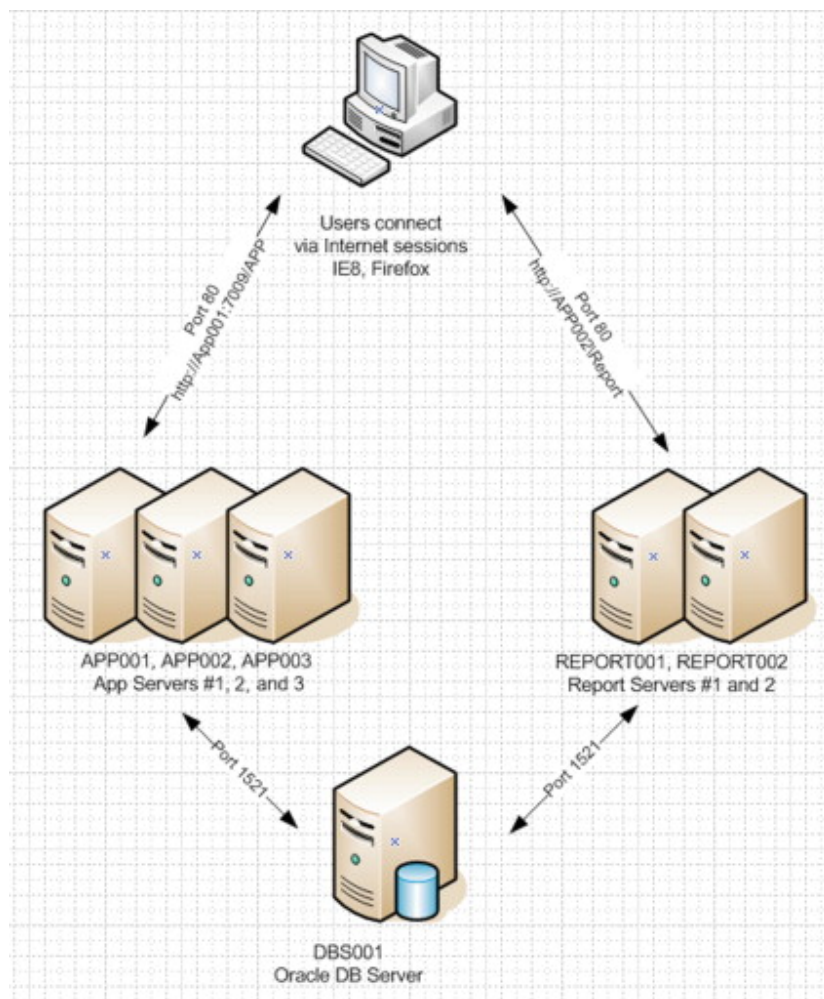 Users connect
via Internet sessions
IE8, Firefox
Port 80
http://App001:7009/APP
Port 80
http://APP002\Report
APP001, APP002, APP003
App Servers #1, 2, and 3
REPORT001, REPORT002
Report Servers #1 and 2
Port 1521
Port 1521
DBS001
Oracle DB Server